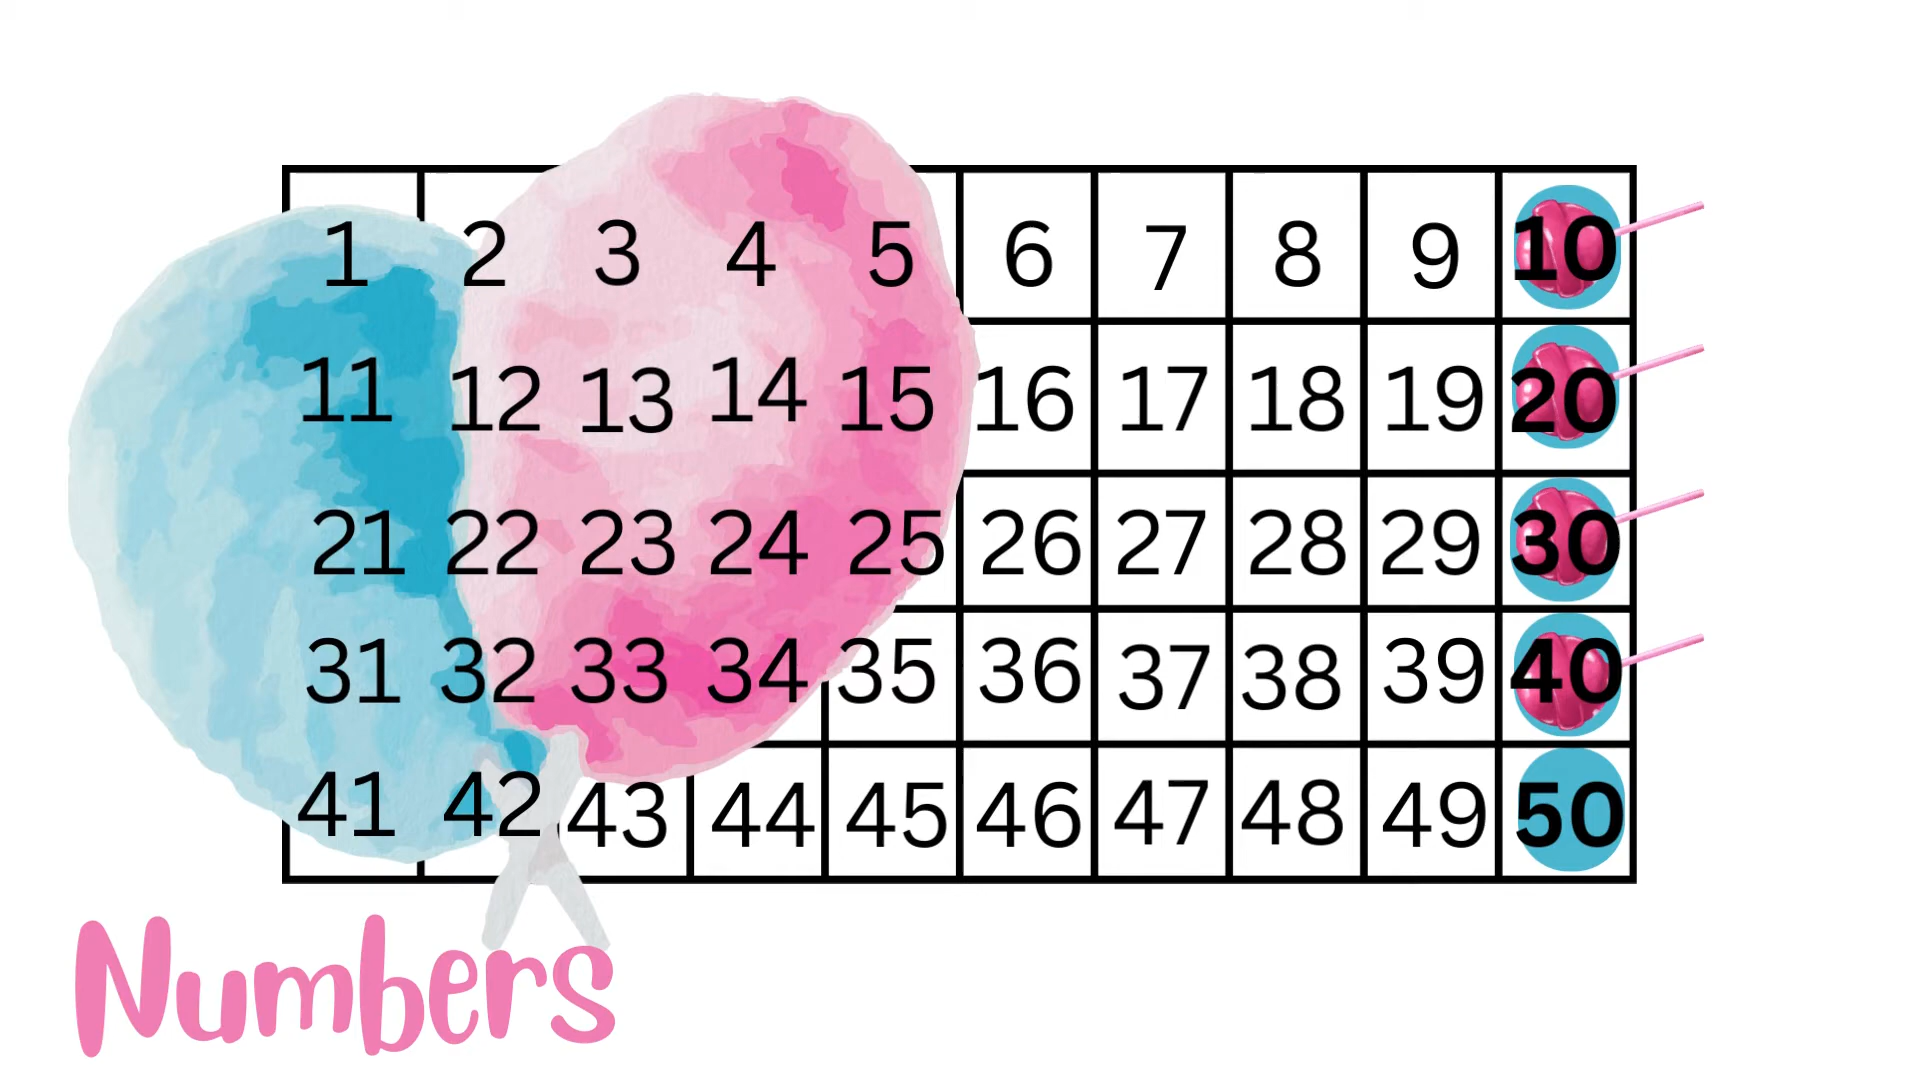 1 2 3 4 5 6 7 8 9 10
11 12 13 14 15 16 17 18 19 20
21 22 23 24 25 26 27 28 29 30
31 32 33 34 35 36 37 38 39 40
41 42 43 44 45 46 47 48 49 50
Numbers